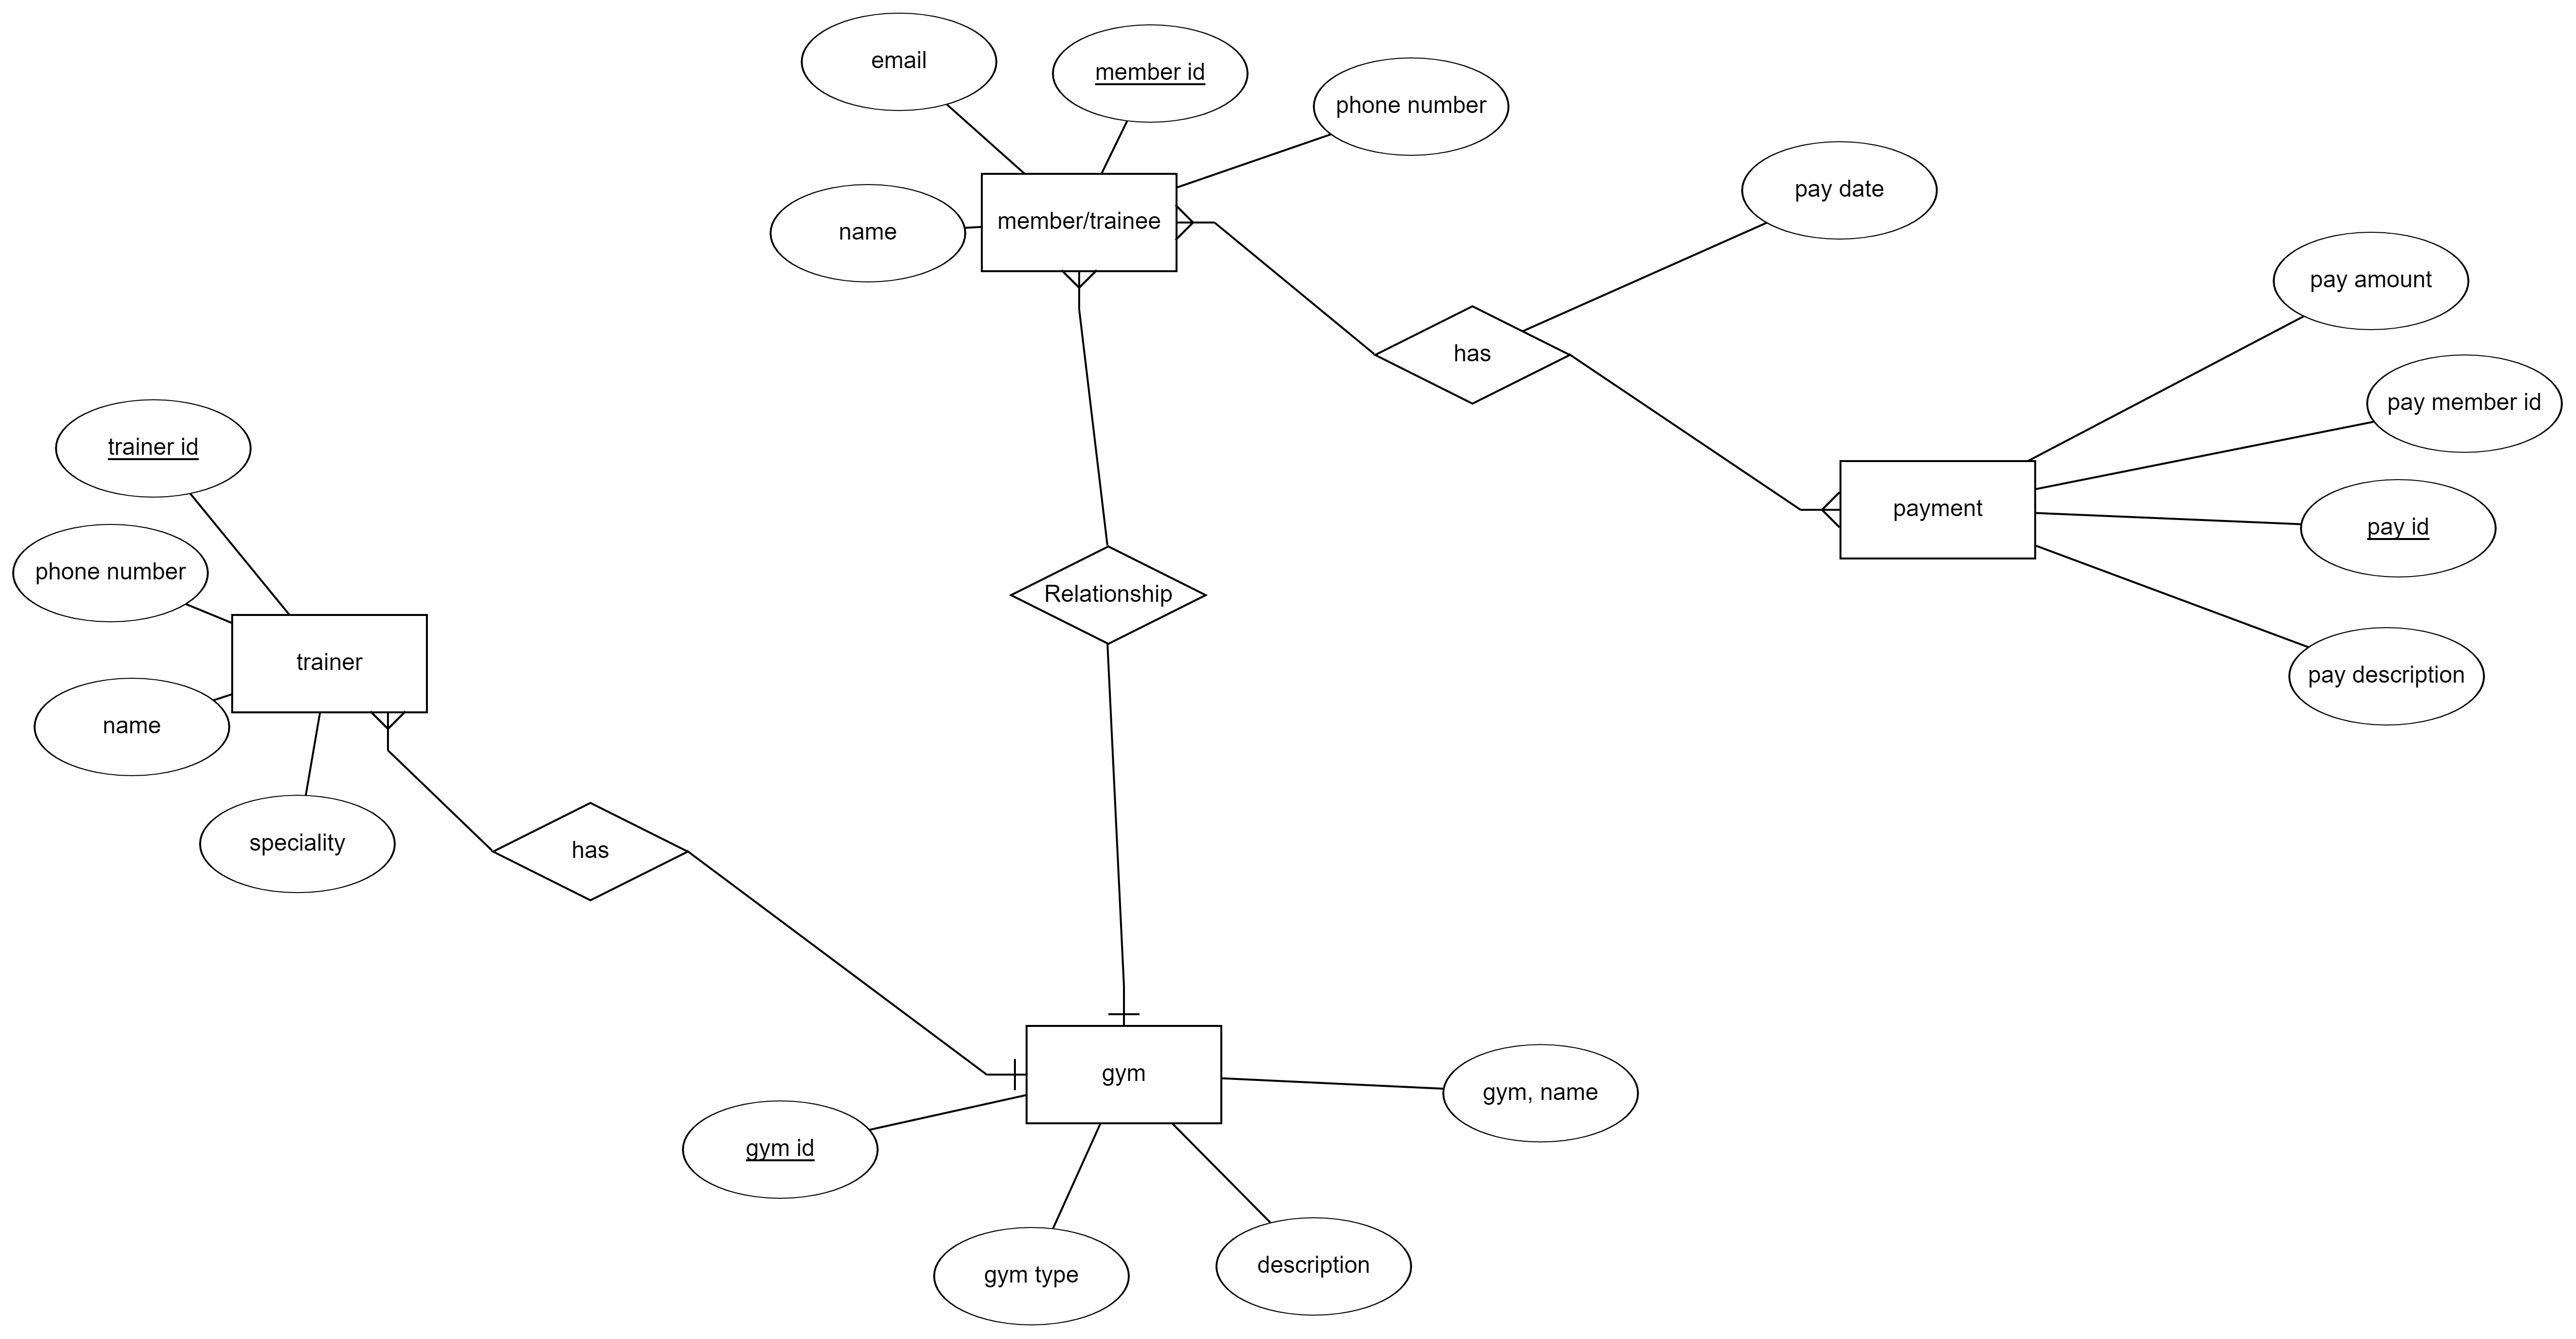 email
member id
phone number
name
member/trainee
pay date
pay amount
has
pay member id
trainer id
payment
pay id
phone number
Relationship
trainer
pay description
name
speciality
has
gym
gym, name
gym id
gym type
description